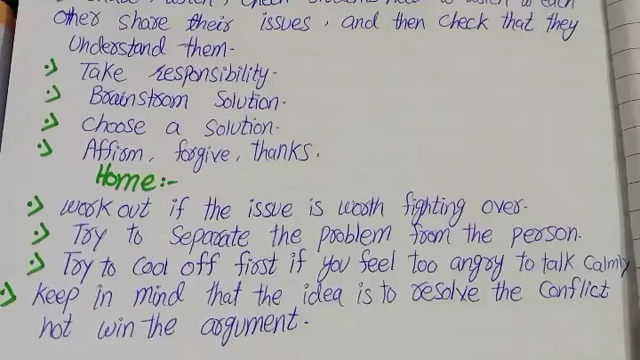 other share their issues, and then check that they
Understand them-
Take responsibility-
Brainstrom Solution-
Choose a Solution-
Affirm, forgive, thanks.
Home:-
work out if the issue is worth fighting over-
Try to Separate the problem from the person.
Try to Cool off first if you feel too angry to talk Calmly
Keep in mind that the idea is to resolve the Conflict
not win the argument.